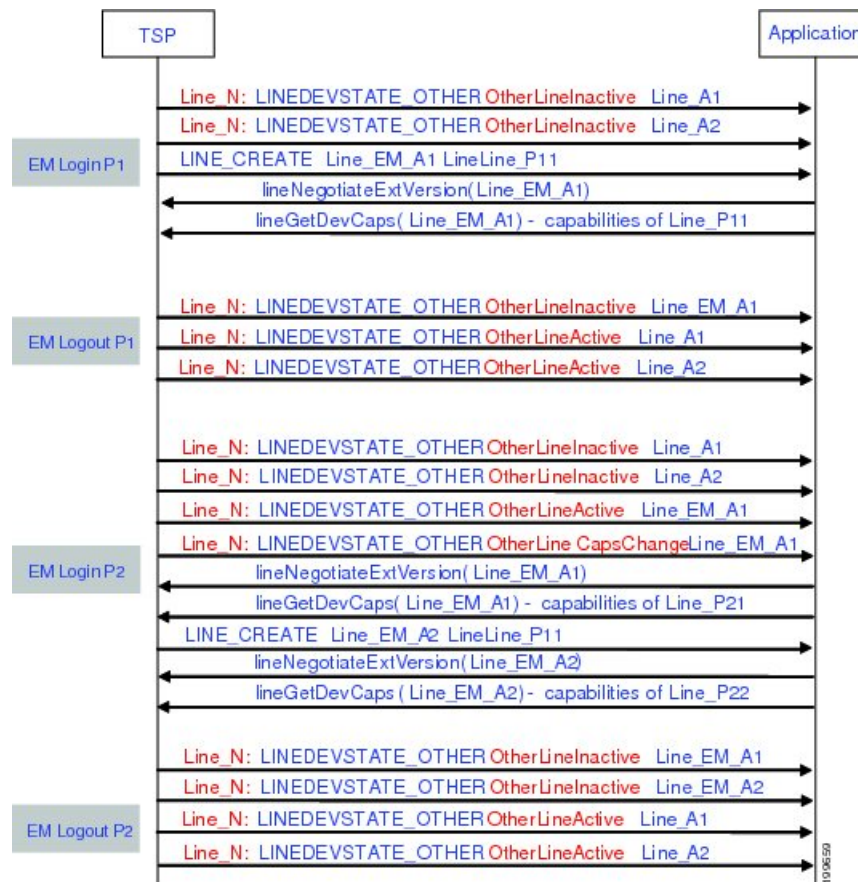 TSP
Application
Line_N: LINEDEVSTATE_OTHER OtherLineInactive Line_A1
Line_N: LINEDEVSTATE_OTHER OtherLineInactive Line_A2
EM Login P1
LINE_CREATE Line_EM_A1 LineLine_P11
lineNegotiateExtVersion(Line_EM_A1)
lineGetDevCaps( Line_EM_A1) - capabilities of Line_P11
Line_N: LINEDEVSTATE_OTHER OtherLineInactive Line_EM_A1
EM Logout P1
Line_N: LINEDEVSTATE_OTHER OtherLineActive Line_A1
Line_N: LINEDEVSTATE_OTHER OtherLineActive Line_A2
Line_N: LINEDEVSTATE_OTHER OtherLineInactive Line_A1
Line_N: LINEDEVSTATE_OTHER OtherLineInactive Line_A2
Line_N: LINEDEVSTATE_OTHER OtherLineActive Line_EM_A1
Line_N: LINEDEVSTATE_OTHER OtherLine CapsChangeLine_EM_A1
EM Login P2
lineNegotiateExtVersion( Line_EM_A1)
lineGetDevCaps( Line_EM_A1) - capabilities of Line_P21
LINE_CREATE Line_EM_A2 LineLine_P11
lineNegotiateExtVersion(Line_EM_A2)
lineGetDevCaps ( Line_EM_A2) - capabilities of Line_P22
Line_N: LINEDEVSTATE_OTHER OtherLineInactive Line_EM_A1
Line_N: LINEDEVSTATE_OTHER OtherLineInactive Line_EM_A2
EM Logout P2
Line_N: LINEDEVSTATE_OTHER OtherLineActive Line_A1
Line_N: LINEDEVSTATE_OTHER OtherLineActive Line_A2
199659